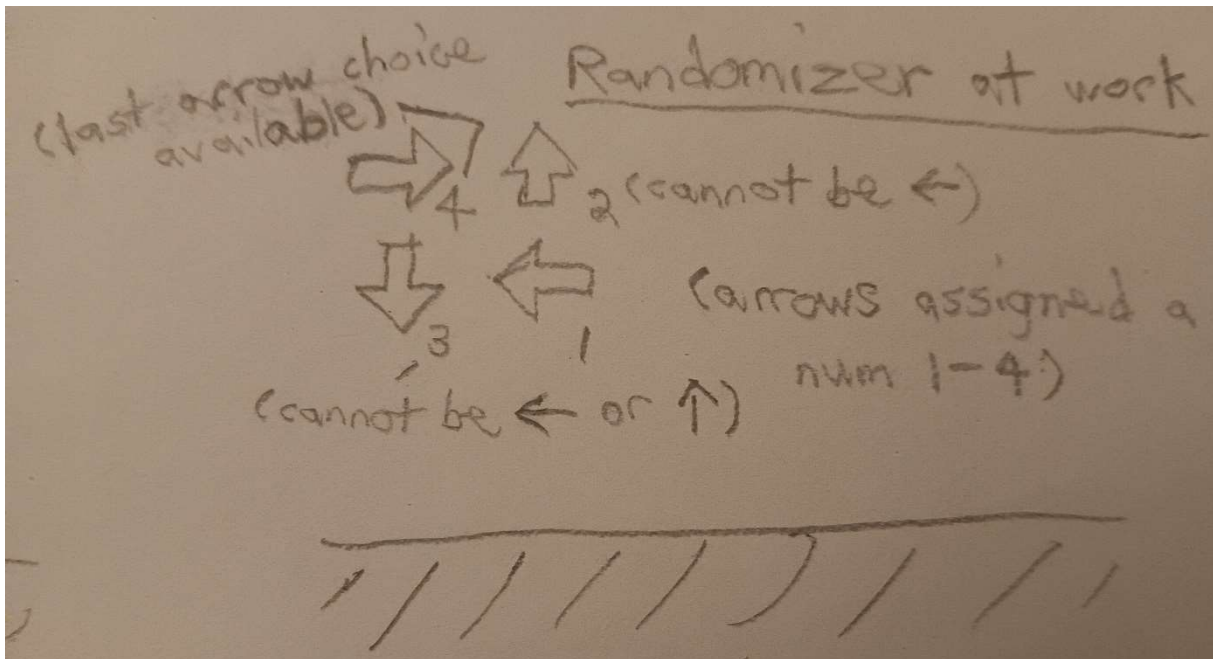 Randomizer at work
(last arrow choice
available)
4
2 (cannot be ←)
3
1
(arrows assigned a
num 1-4)
(cannot be ← or ↑)